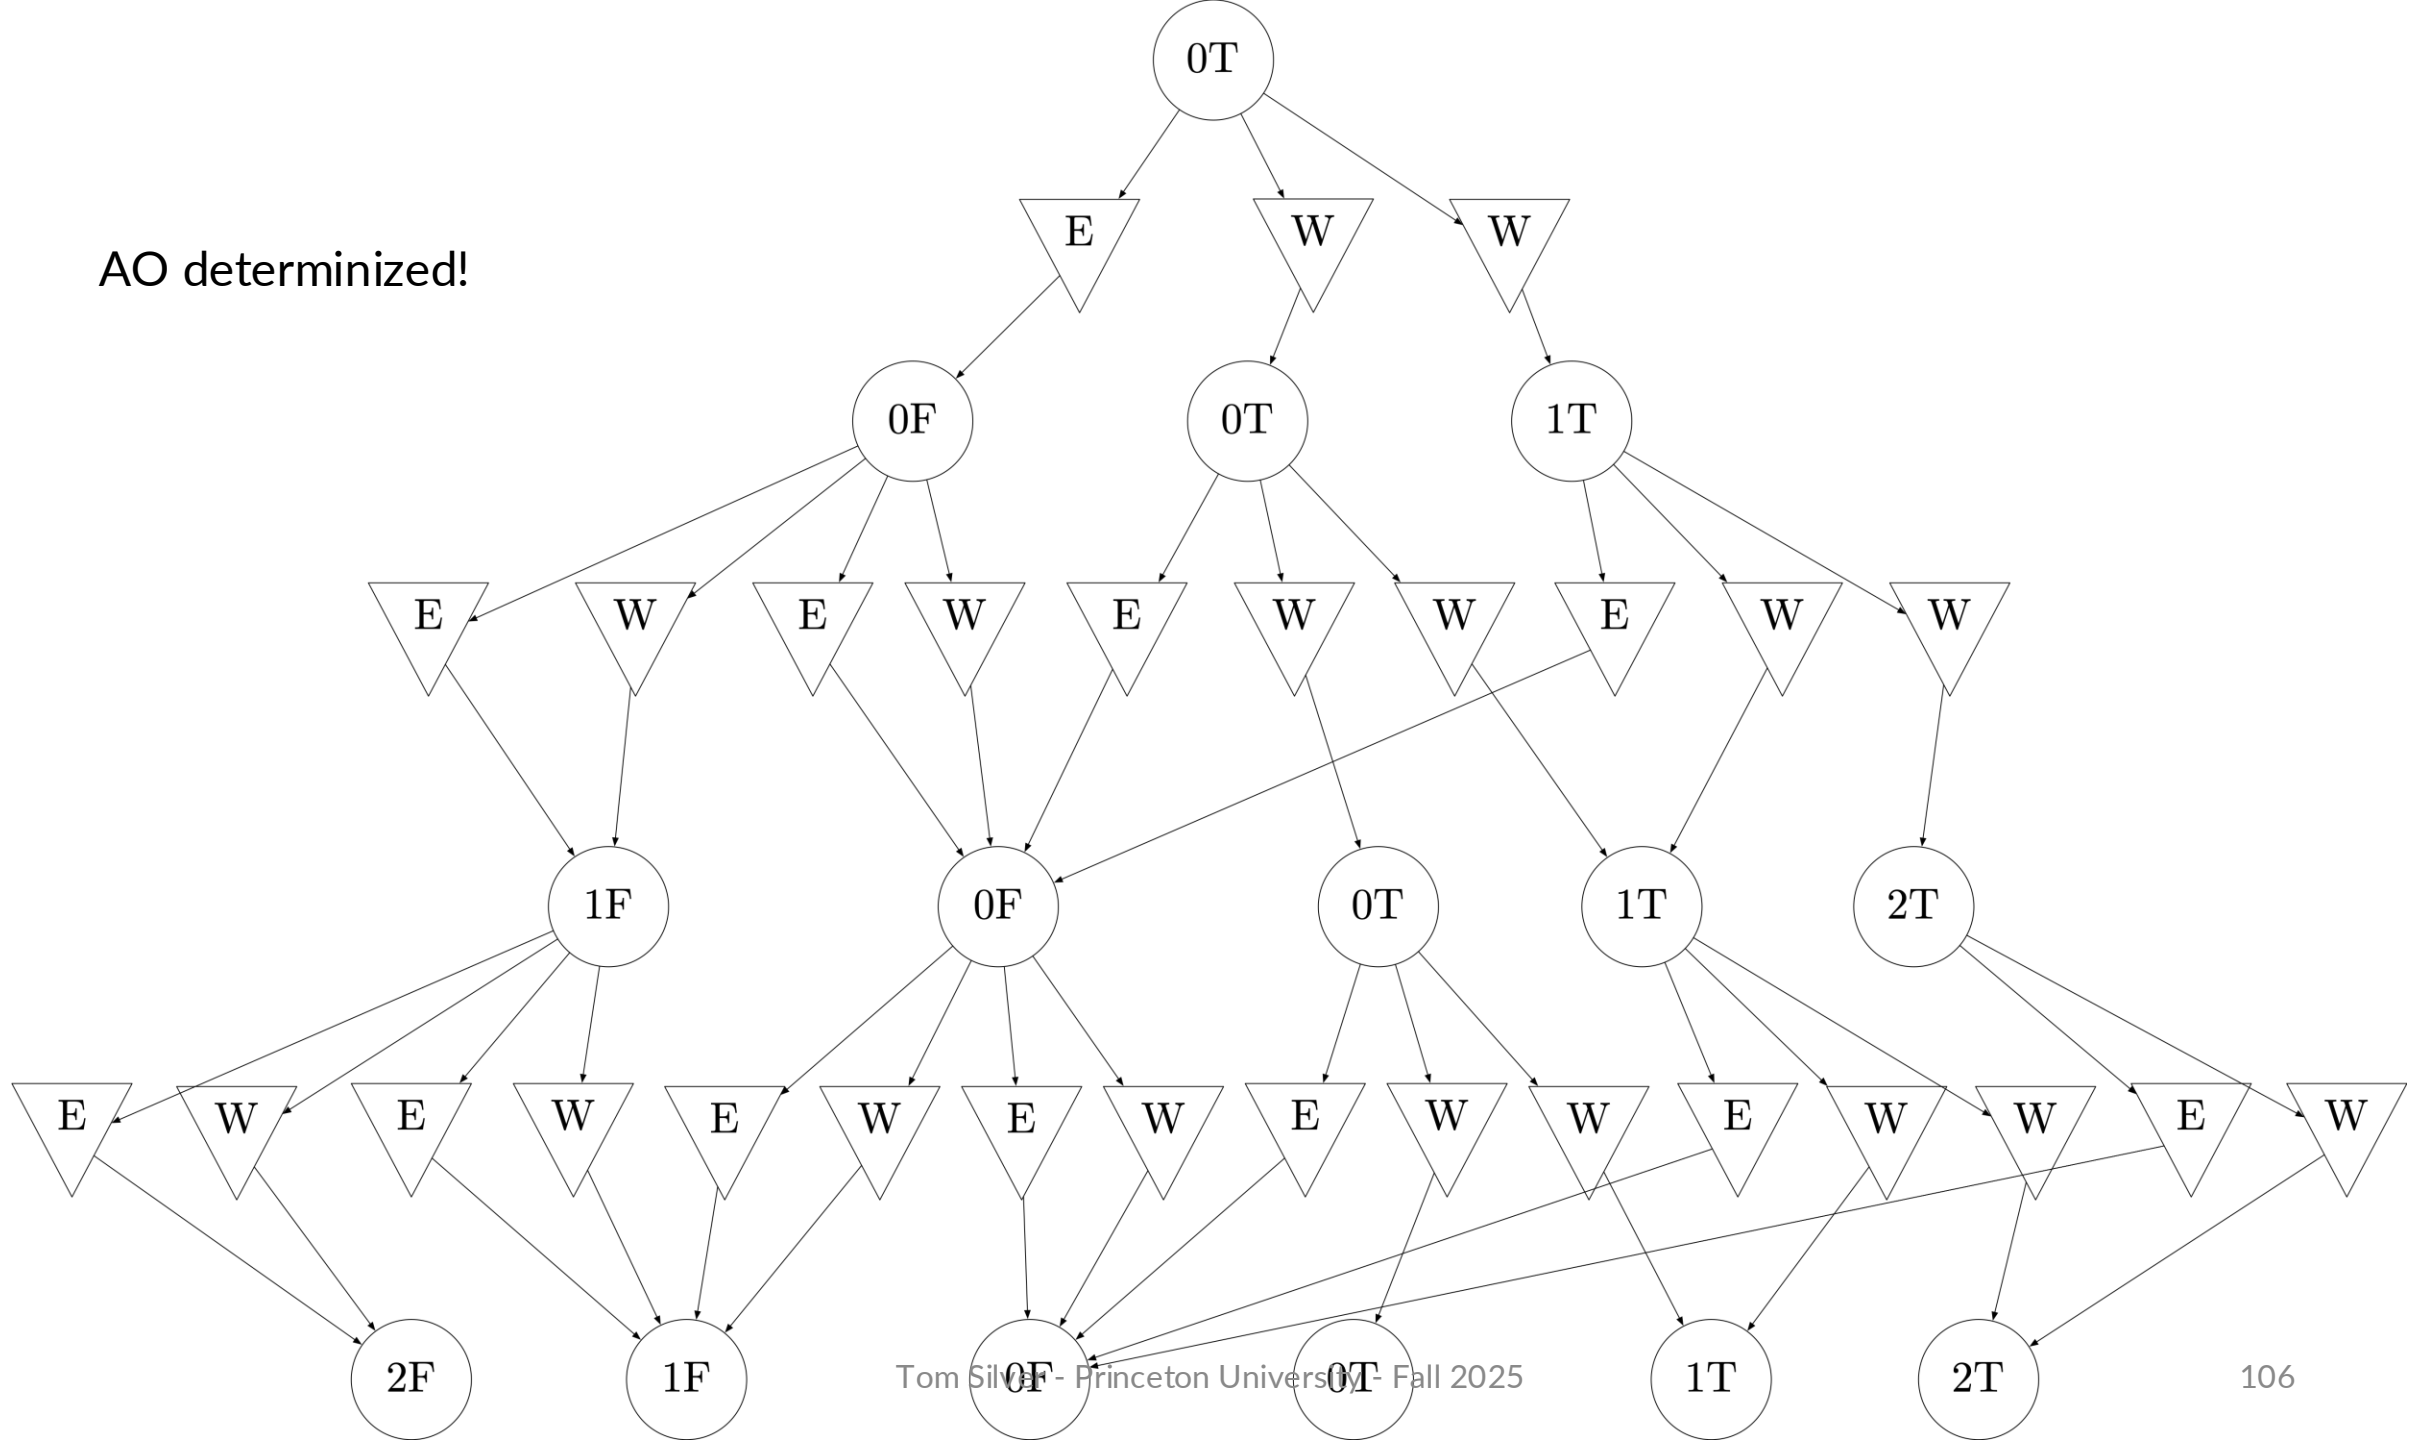 0T
E W W
AO determinized!
0F 0T 1T
E W E W E W W E W W
1F 0F 0T 1T 2T
E W E W E W E W E W W E W W E W
2F 1F 0F 0T 1T 2T
Tom Silver - Princeton University - Fall 2025 106